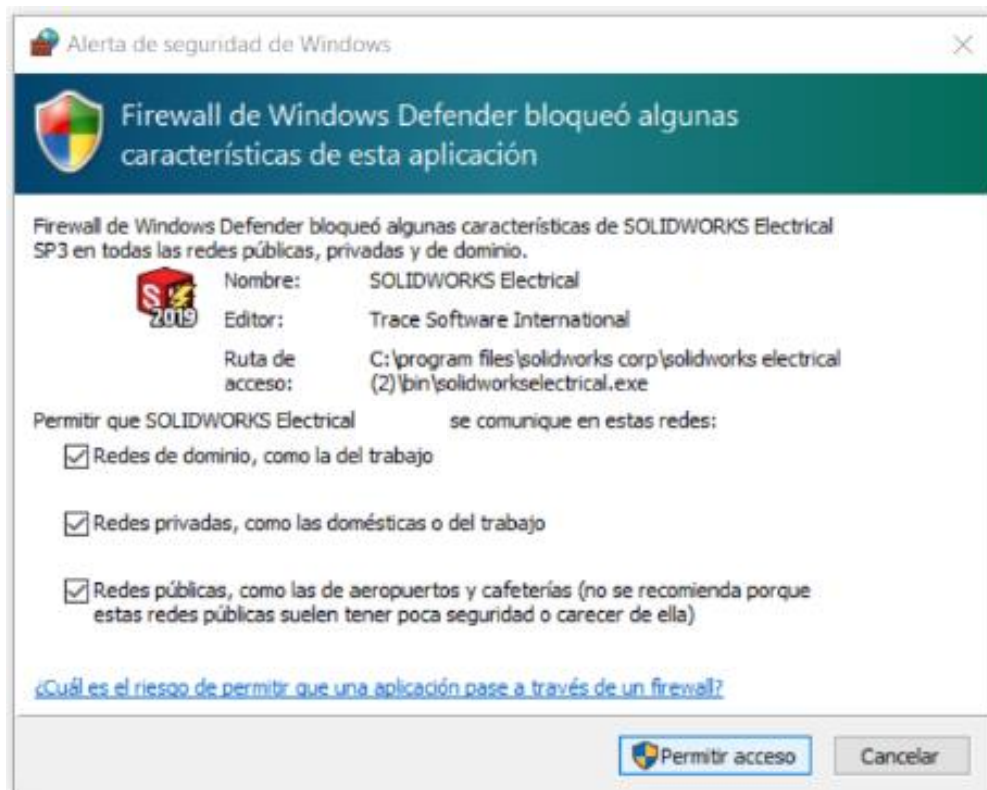 Alerta de seguridad de Windows
Firewall de Windows Defender bloqueó algunas
características de esta aplicación
Firewall de Windows Defender bloqueó algunas características de SOLIDWORKS Electrical
SP3 en todas las redes públicas, privadas y de dominio.
S
2019
Nombre: SOLIDWORKS Electrical
Editor: Trace Software International
Ruta de C:\program files\solidworks corp\solidworks electrical
acceso: (2)\bin\solidworkselectrical.exe
Permitir que SOLIDWORKS Electrical se comunique en estas redes:
Redes de dominio, como la del trabajo
Redes privadas, como las domésticas o del trabajo
Redes públicas, como las de aeropuertos y cafeterías (no se recomienda porque
estas redes públicas suelen tener poca seguridad o carecer de ella)
¿Cuál es el riesgo de permitir que una aplicación pase a través de un firewall?
Permitir acceso Cancelar